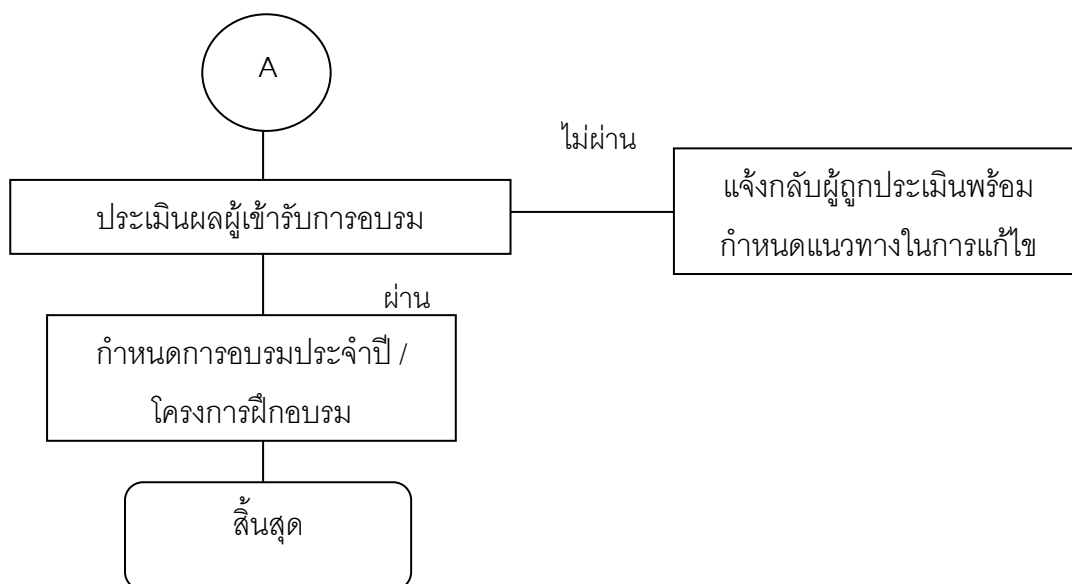 A
ไม่ผ่าน
ประเมินผลผู้เข้ารับการอบรม
แจ้งกลับผู้ถูกประเมินพร้อม
กำหนดแนวทางในการแก้ไข
ผ่าน
กำหนดการอบรมประจำปี /
โครงการฝึกอบรม
สิ้นสุด